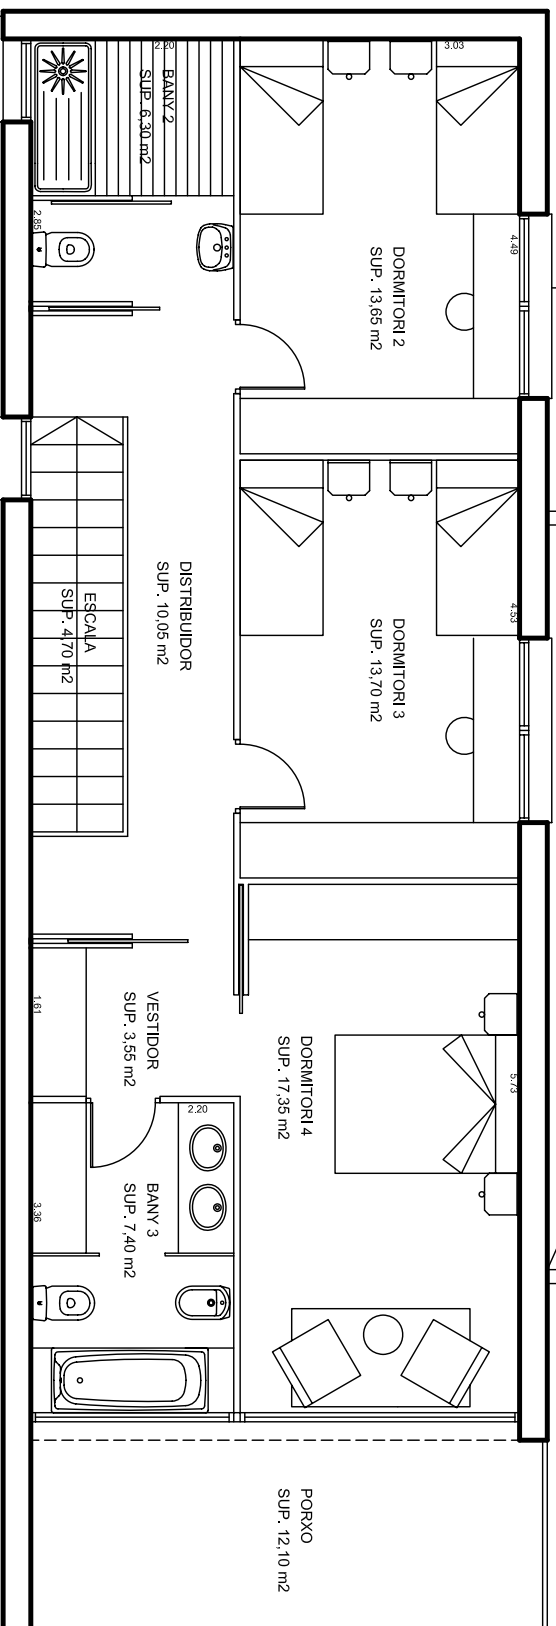 2.20
BANY 2
SUP. 6,30 m2
2.85
3.03
4.49
DORMITORI 2
SUP. 13,65 m2
DISTRIBUIDOR
SUP. 10,05 m2
ESCALA
SUP. 4,70 m2
4.53
DORMITORI 3
SUP. 13,70 m2
1.61
VESTIDOR
SUP. 3,55 m2
5.73
DORMITORI 4
SUP. 17,35 m2
2.20
3.36
BANY 3
SUP. 7,40 m2
PORXO
SUP. 12,10 m2